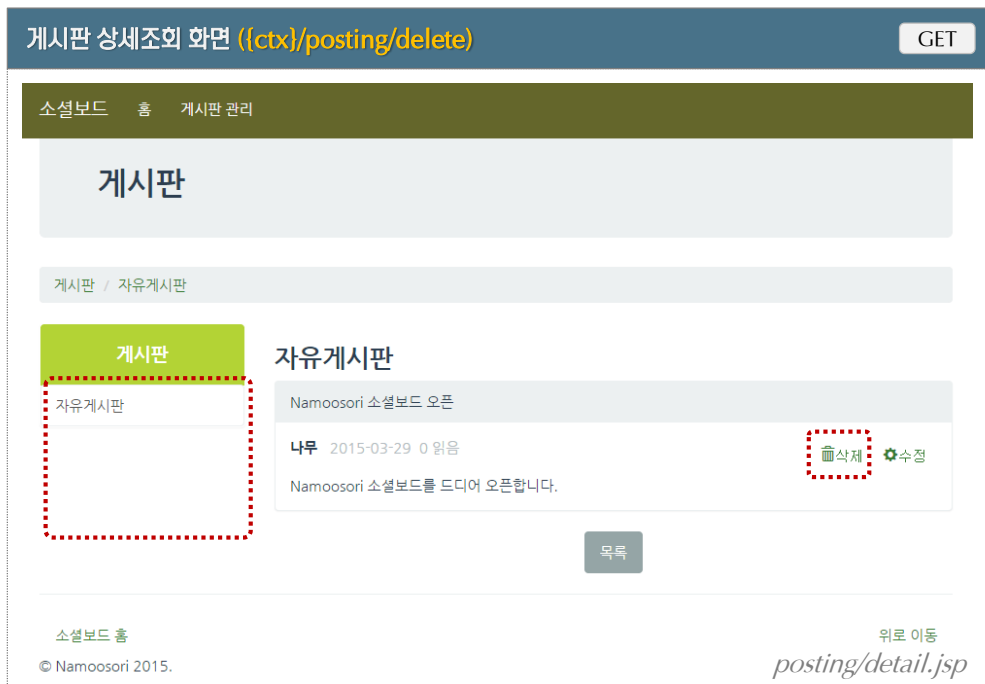 게시판 상세조회 화면 ({ctx}/posting/delete)
GET
소셜보드 홈 게시판 관리
게시판
게시판 / 자유게시판
게시판
자유게시판
자유게시판
Namoosori 소셜보드 오픈
나무 2015-03-29 0 읽음
삭제 수정
Namoosori 소셜보드를 드디어 오픈합니다.
목록
소셜보드 홈
위로 이동
© Namoosori 2015.
posting/detail.jsp